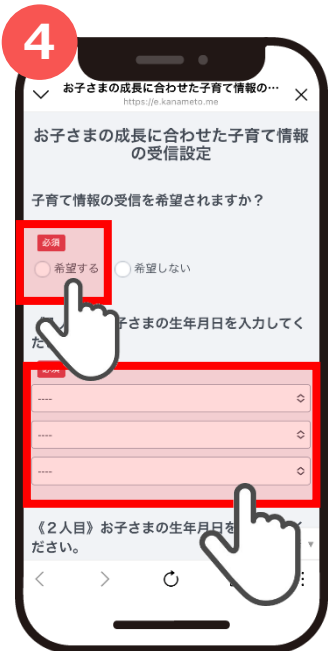 4
お子さまの成長に合わせた子育て情報の…
https://e.kanameto.me
お子さまの成長に合わせた子育て情報
の受信設定
子育て情報の受信を希望されますか？
必須
希望する 希望しない
子さまの生年月日を入力してく
だ
必須
----
----
----
《2人目》お子さまの生年月日を く
ださい。